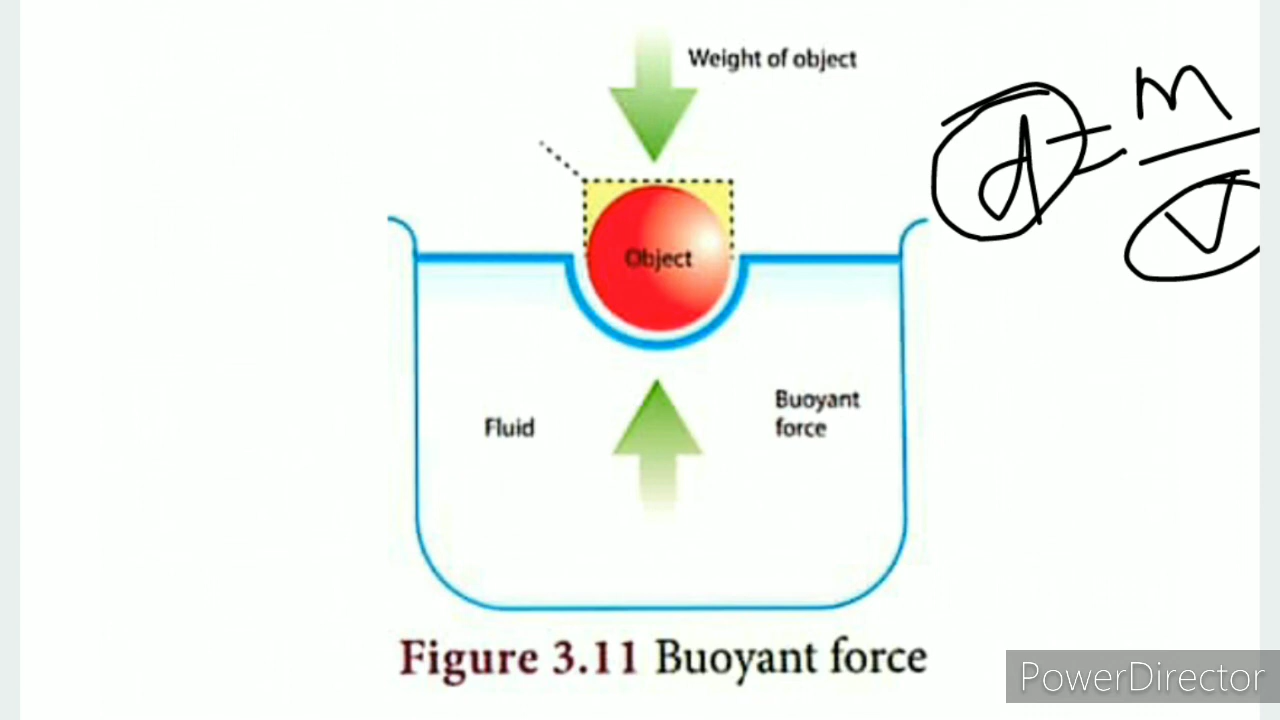 Weight of object
d = m
V
Object
Fluid
Buoyant
force
Figure 3.11 Buoyant force
PowerDirector